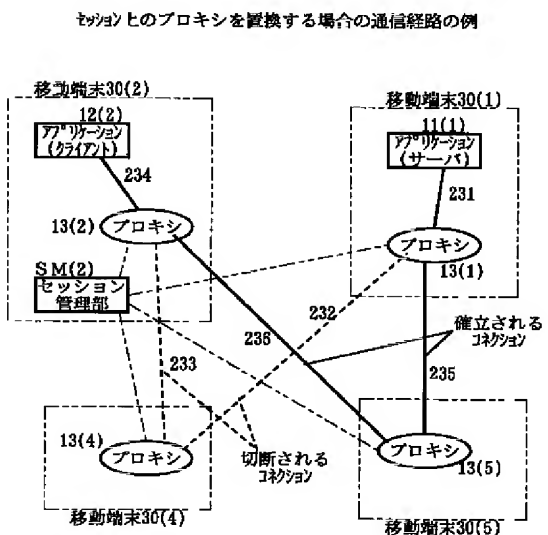 セッション上のプロキシを置換する場合の通信経路の例
移動端末30(2)
12(2)
アプリケーション
(クライアント)
234
13(2)
プロキシ
SM(2)
セッション
管理部
移動端末30(1)
11(1)
アプリケーション
(サーバ)
231
プロキシ
13(1)
232
236
233
確立される
コネクション
235
13(4)
プロキシ
切断される
コネクション
プロキシ
13(5)
移動端末30(4)
移動端末30(5)